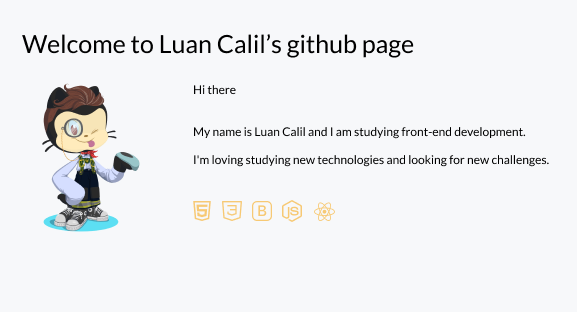 Welcome to Luan Calil's github page
Hi there
My name is Luan Calil and I am studying front-end development.
I'm loving studying new technologies and looking for new challenges.
5 3 B JS